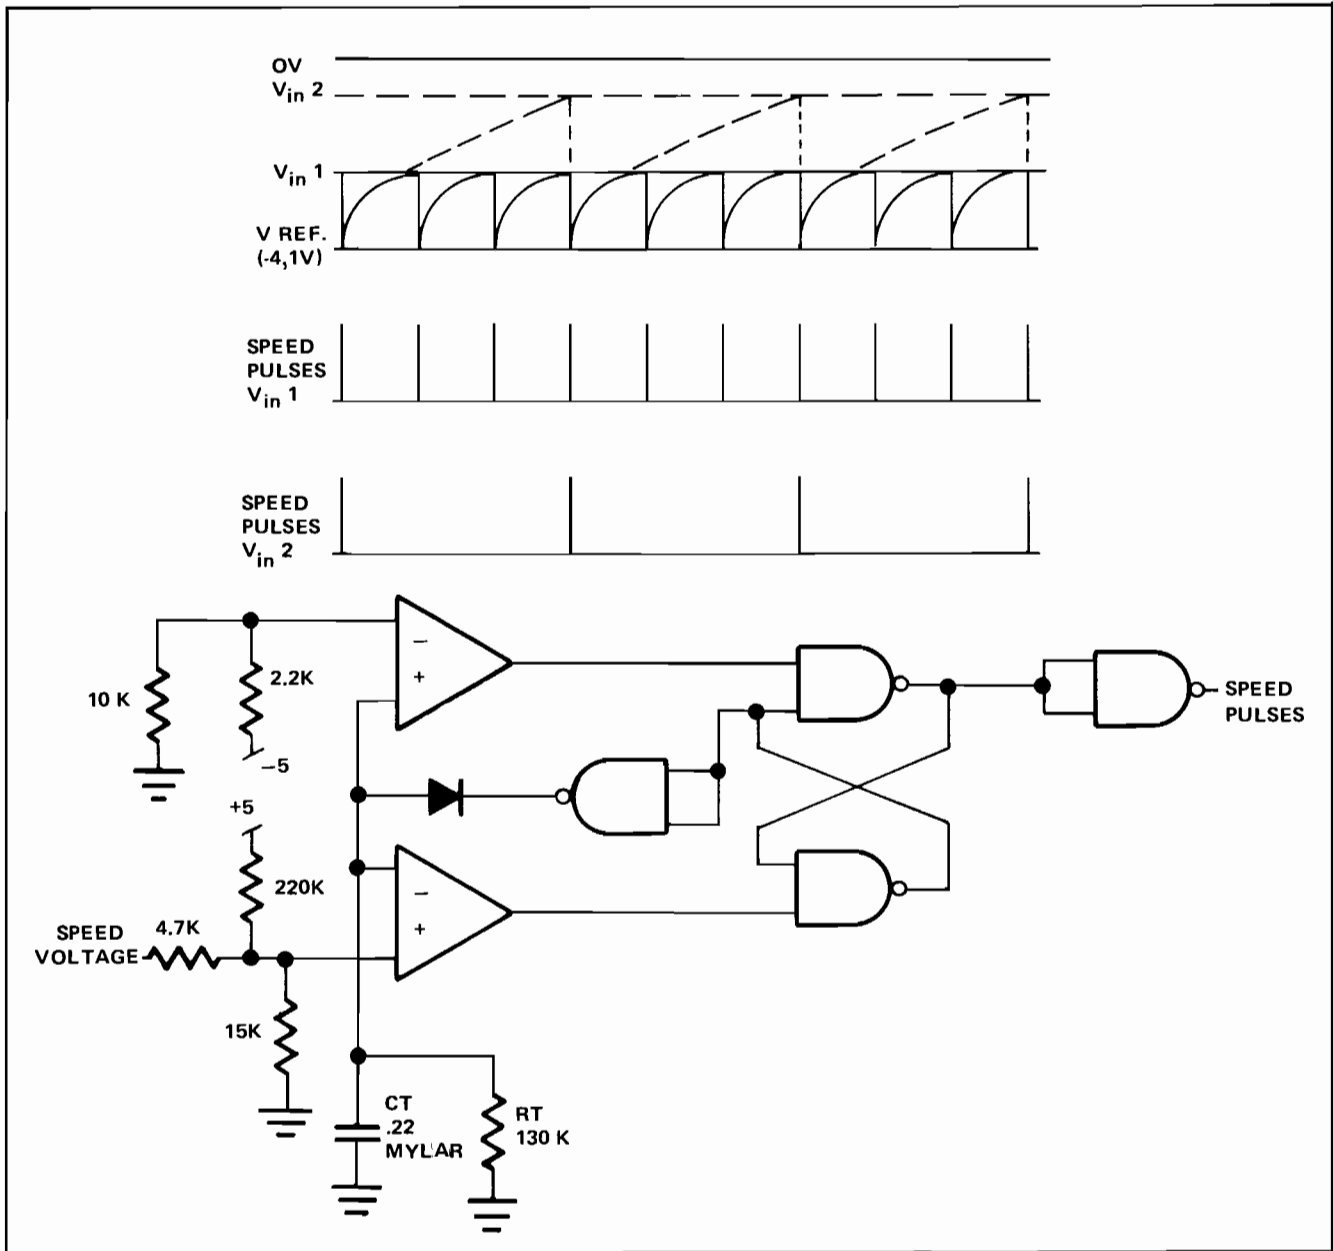 OV
Vin 2
Vin 1
V REF.
(-4,1V)
SPEED
PULSES
Vin 1
SPEED
PULSES
Vin 2
−
+
10 K
2.2K
−5
SPEED
PULSES
+5
220K
−
+
SPEED
VOLTAGE
4.7K
15K
CT
.22
MYLAR
RT
130 K